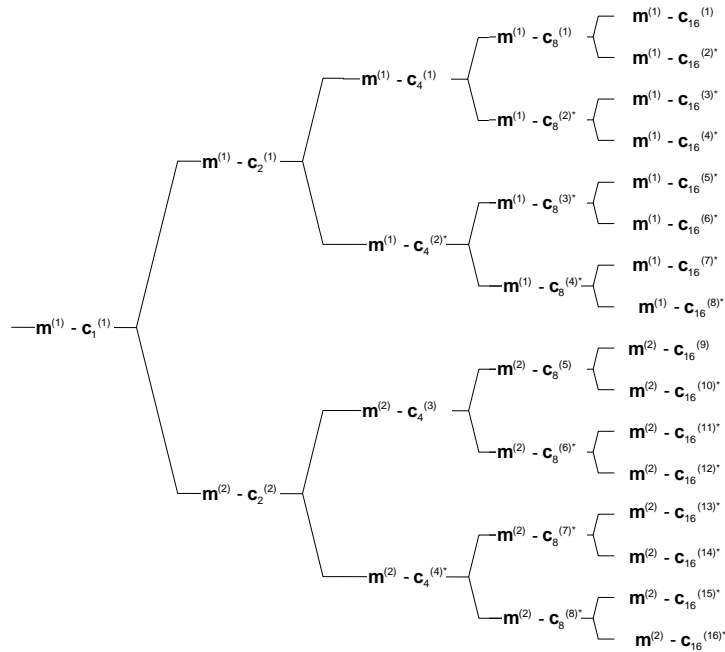 m(1) - c16(1)
m(1) - c8(1)
m(1) - c16(2)*
m(1) - c4(1)
m(1) - c16(3)*
m(1) - c8(2)*
m(1) - c16(4)*
m(1) - c2(1)
m(1) - c16(5)*
m(1) - c8(3)*
m(1) - c16(6)*
m(1) - c4(2)*
m(1) - c16(7)*
m(1) - c8(4)*
m(1) - c16(8)*
m(1) - c1(1)
m(2) - c16(9)
m(2) - c8(5)
m(2) - c16(10)*
m(2) - c4(3)
m(2) - c16(11)*
m(2) - c8(6)*
m(2) - c16(12)*
m(2) - c2(2)
m(2) - c16(13)*
m(2) - c8(7)*
m(2) - c16(14)*
m(2) - c4(4)*
m(2) - c16(15)*
m(2) - c8(8)*
m(2) - c16(16)*